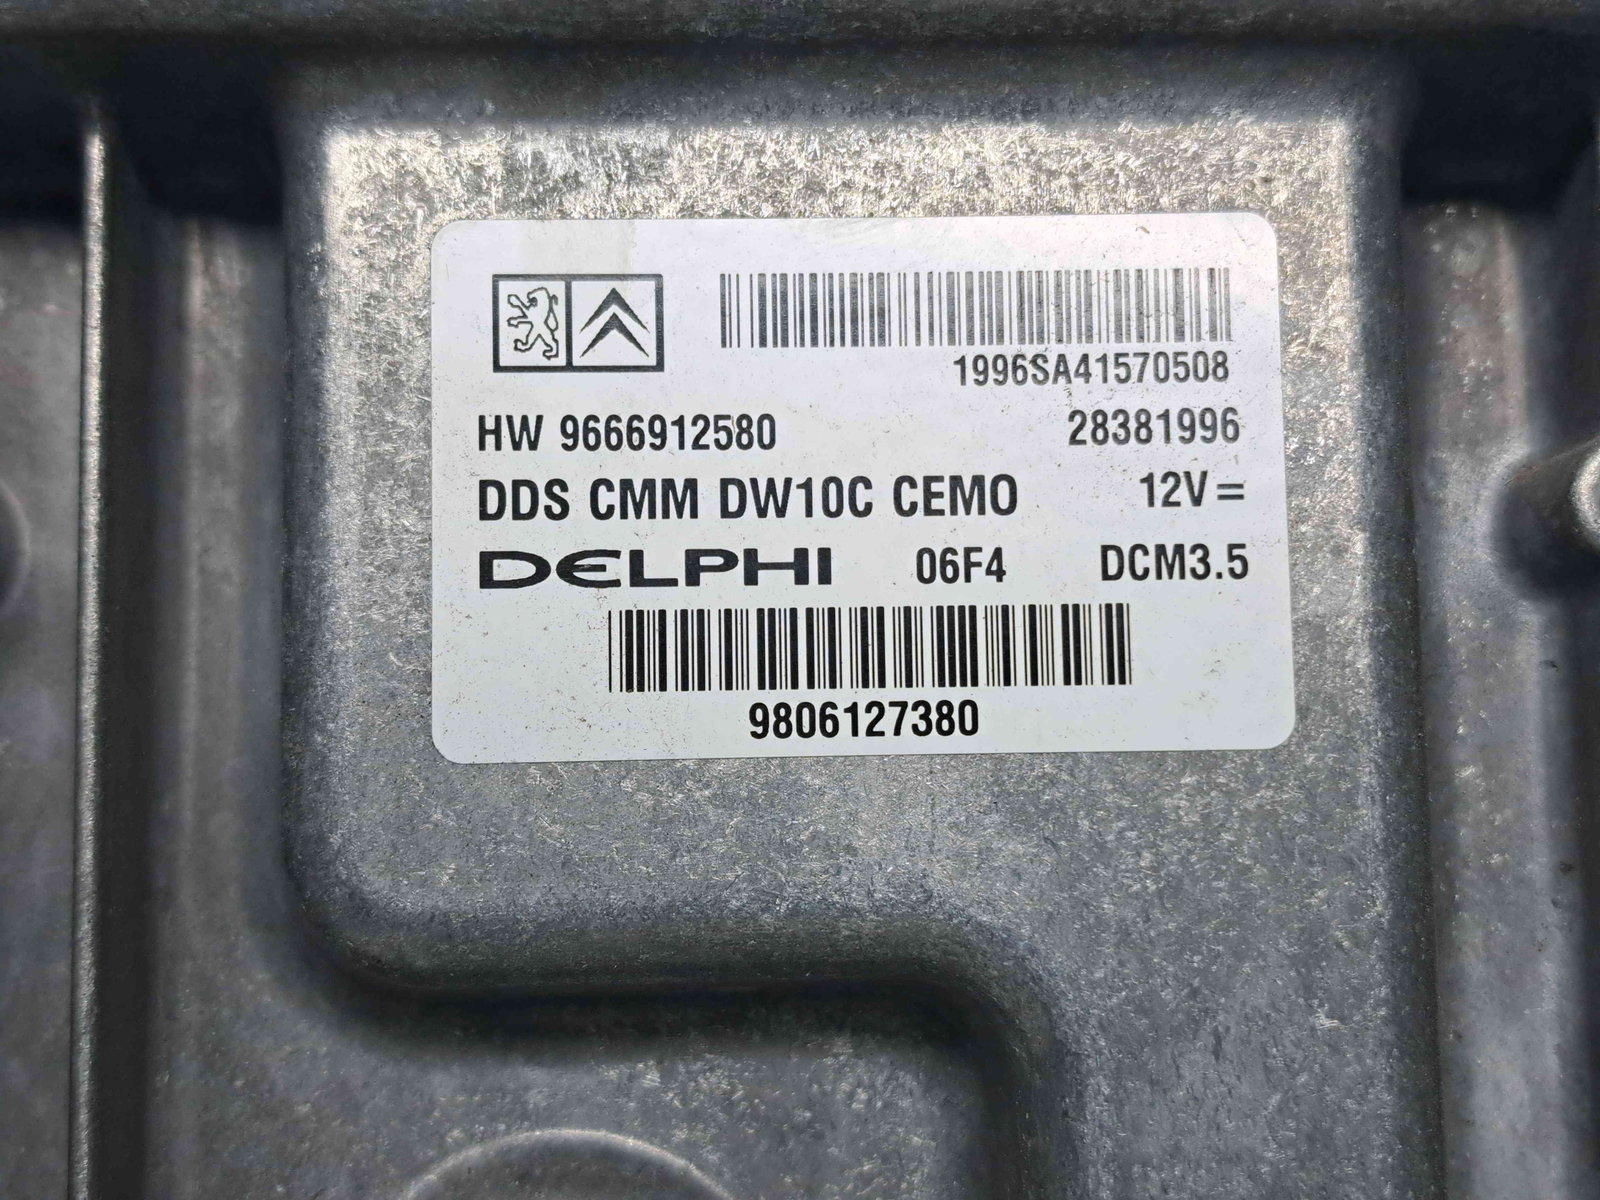 1996SA41570508
HW 9666912580 28381996
DDS CMM DW10C CEMO 12V=
DELPHI 06F4 DCM3.5
9806127380